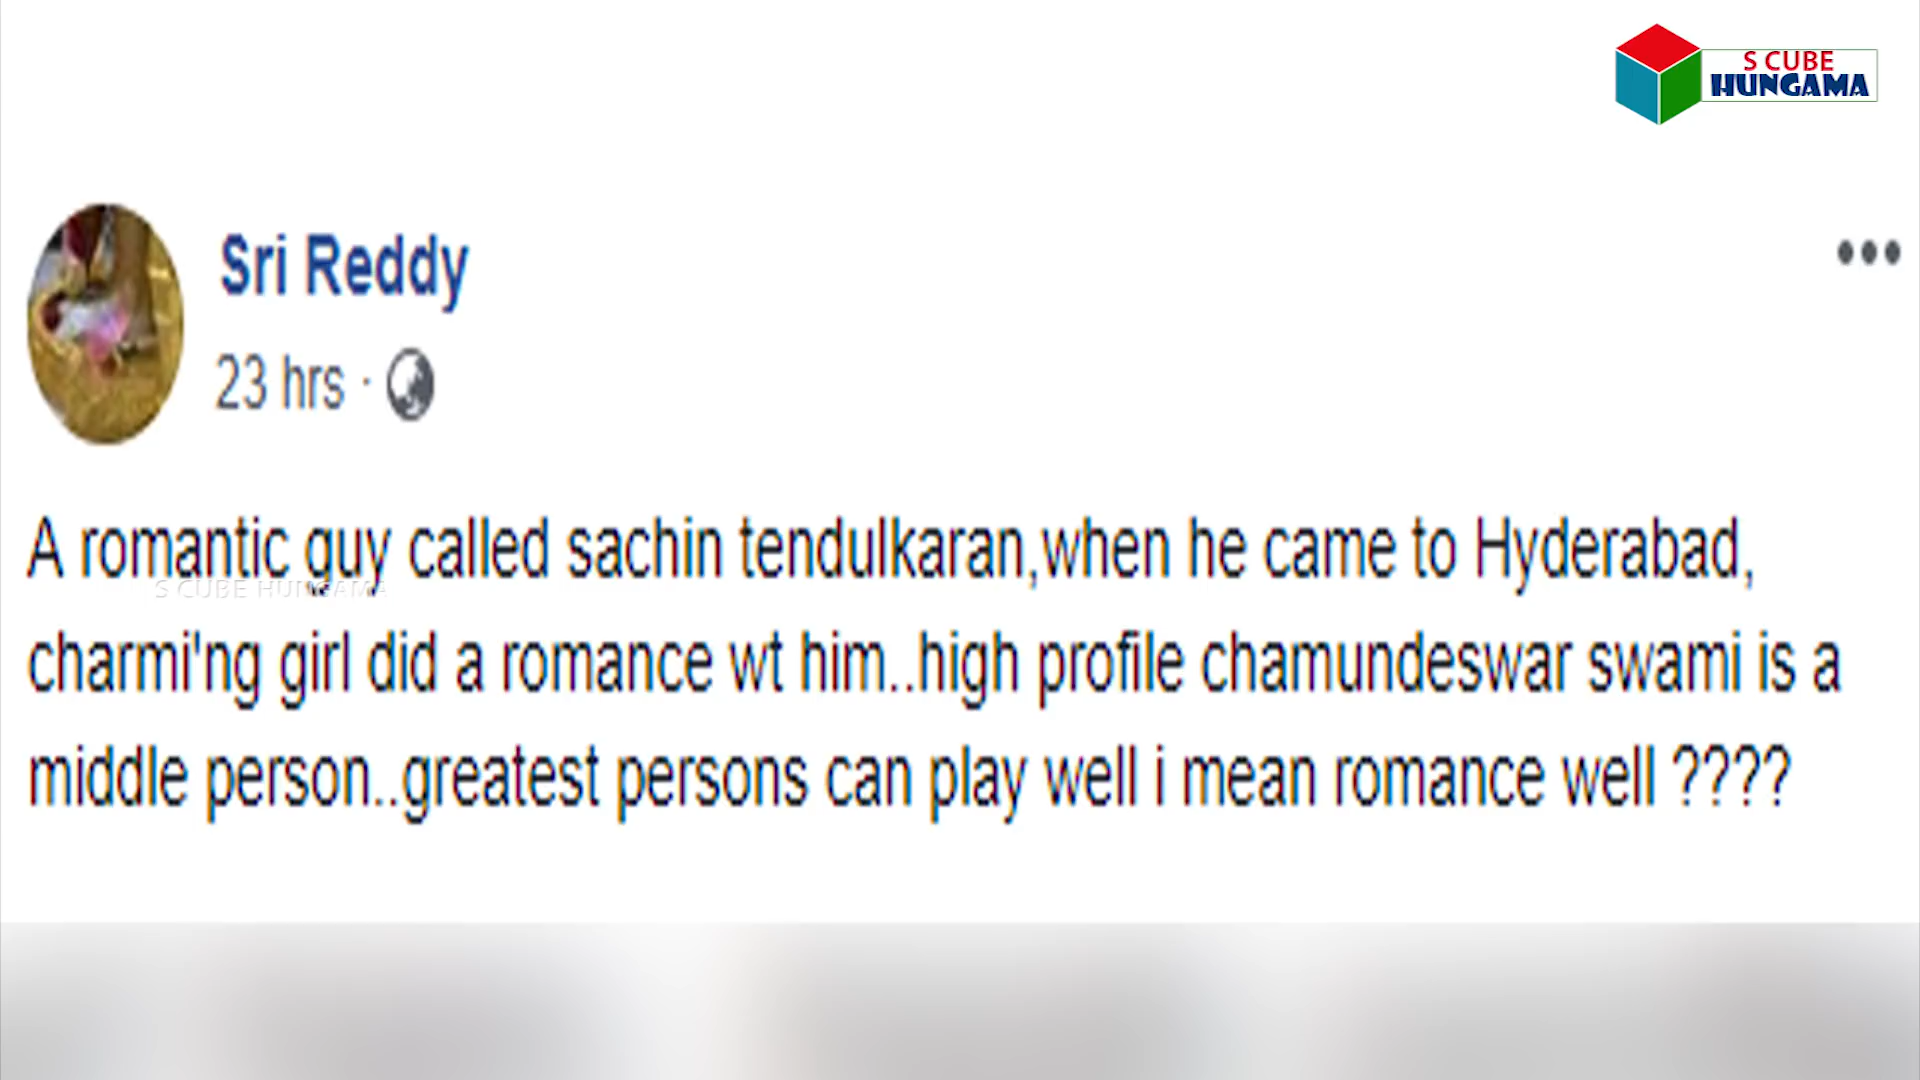 S CUBE
HUNGAMA
Sri Reddy
23 hrs ·
A romantic guy called sachin tendulkaran,when he came to Hyderabad,
S CUBE HUNGAMA
charmi'ng girl did a romance wt him..high profile chamundeswar swami is a
middle person..greatest persons can play well i mean romance well ????